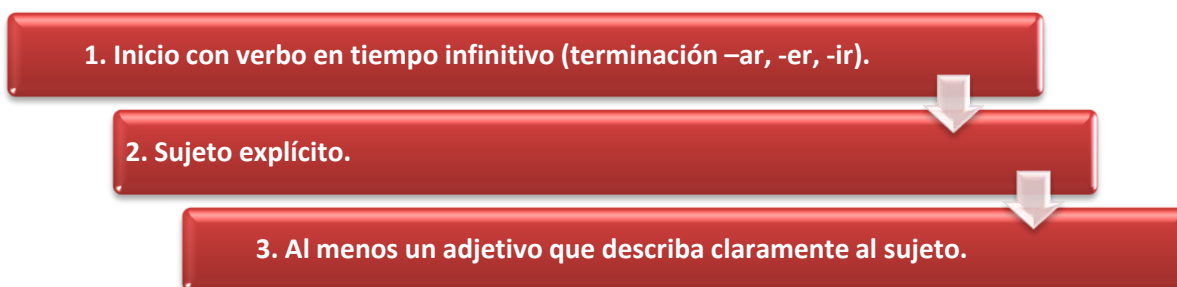 1. Inicio con verbo en tiempo infinitivo (terminación –ar, -er, -ir).
2. Sujeto explícito.
3. Al menos un adjetivo que describa claramente al sujeto.